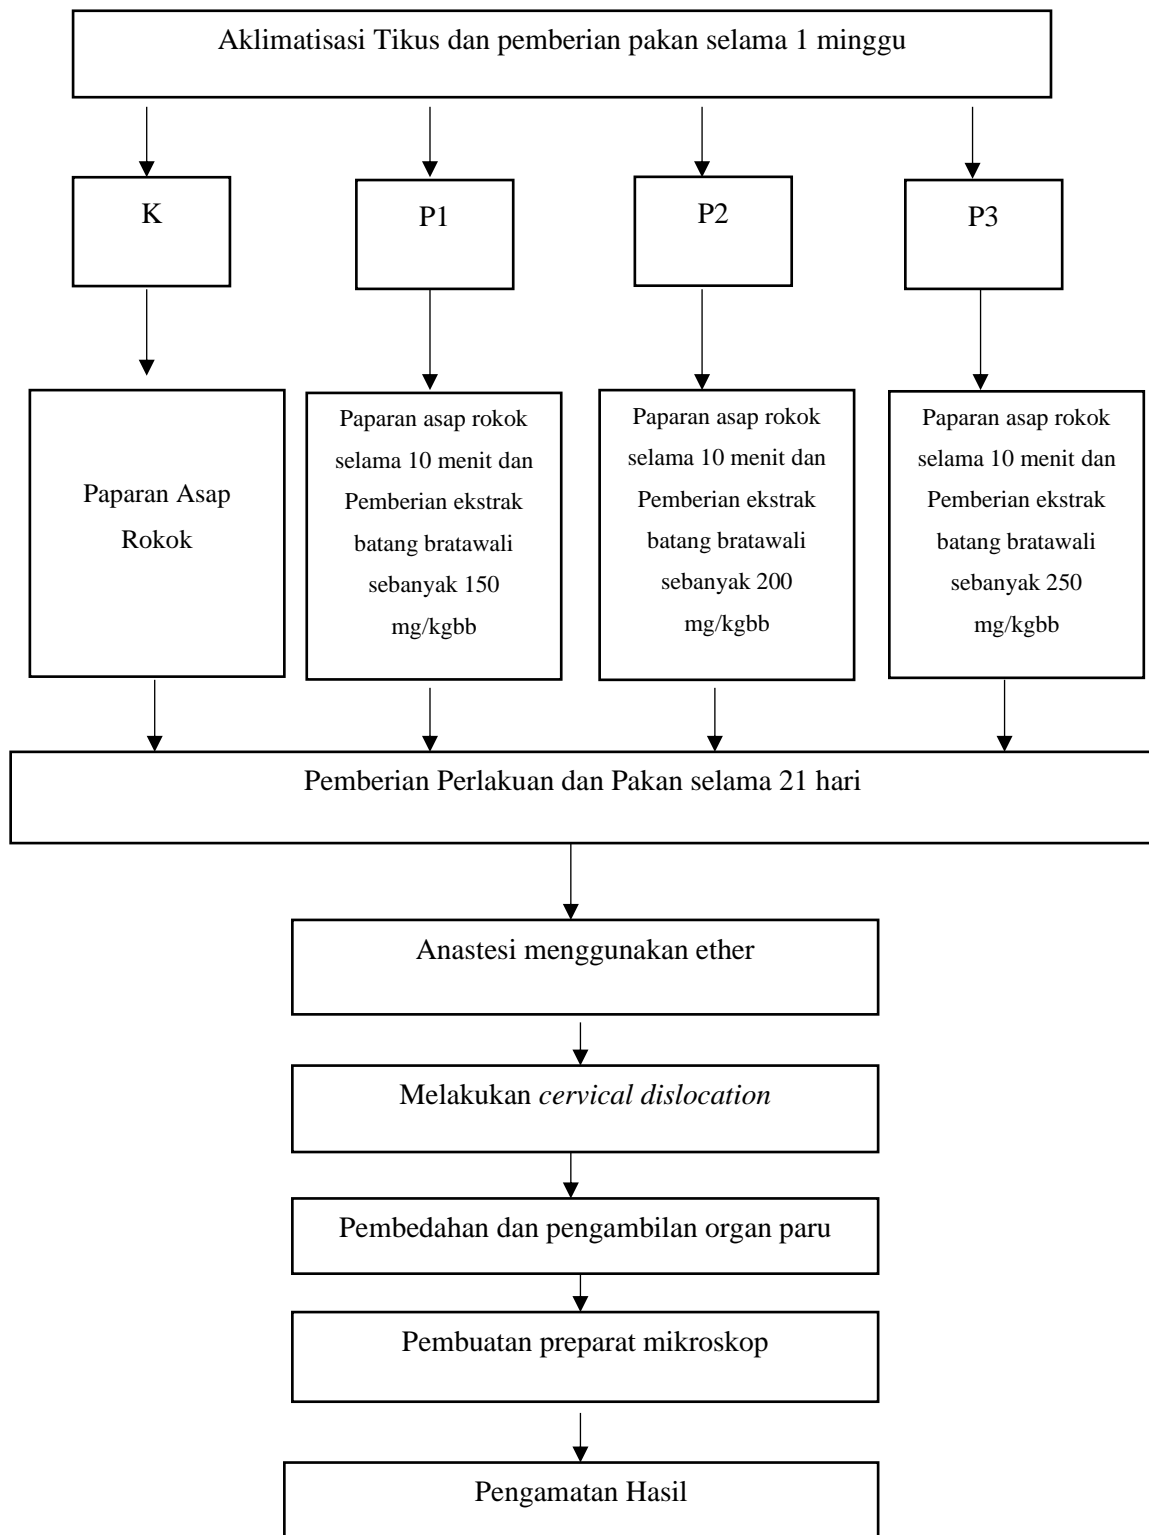 Aklimatisasi Tikus dan pemberian pakan selama 1 minggu
K
P1
P2
P3
Paparan Asap
Rokok
Paparan asap rokok
selama 10 menit dan
Pemberian ekstrak
batang bratawali
sebanyak 150
mg/kgbb
Paparan asap rokok
selama 10 menit dan
Pemberian ekstrak
batang bratawali
sebanyak 200
mg/kgbb
Paparan asap rokok
selama 10 menit dan
Pemberian ekstrak
batang bratawali
sebanyak 250
mg/kgbb
Pemberian Perlakuan dan Pakan selama 21 hari
Anastesi menggunakan ether
Melakukan cervical dislocation
Pembedahan dan pengambilan organ paru
Pembuatan preparat mikroskop
Pengamatan Hasil